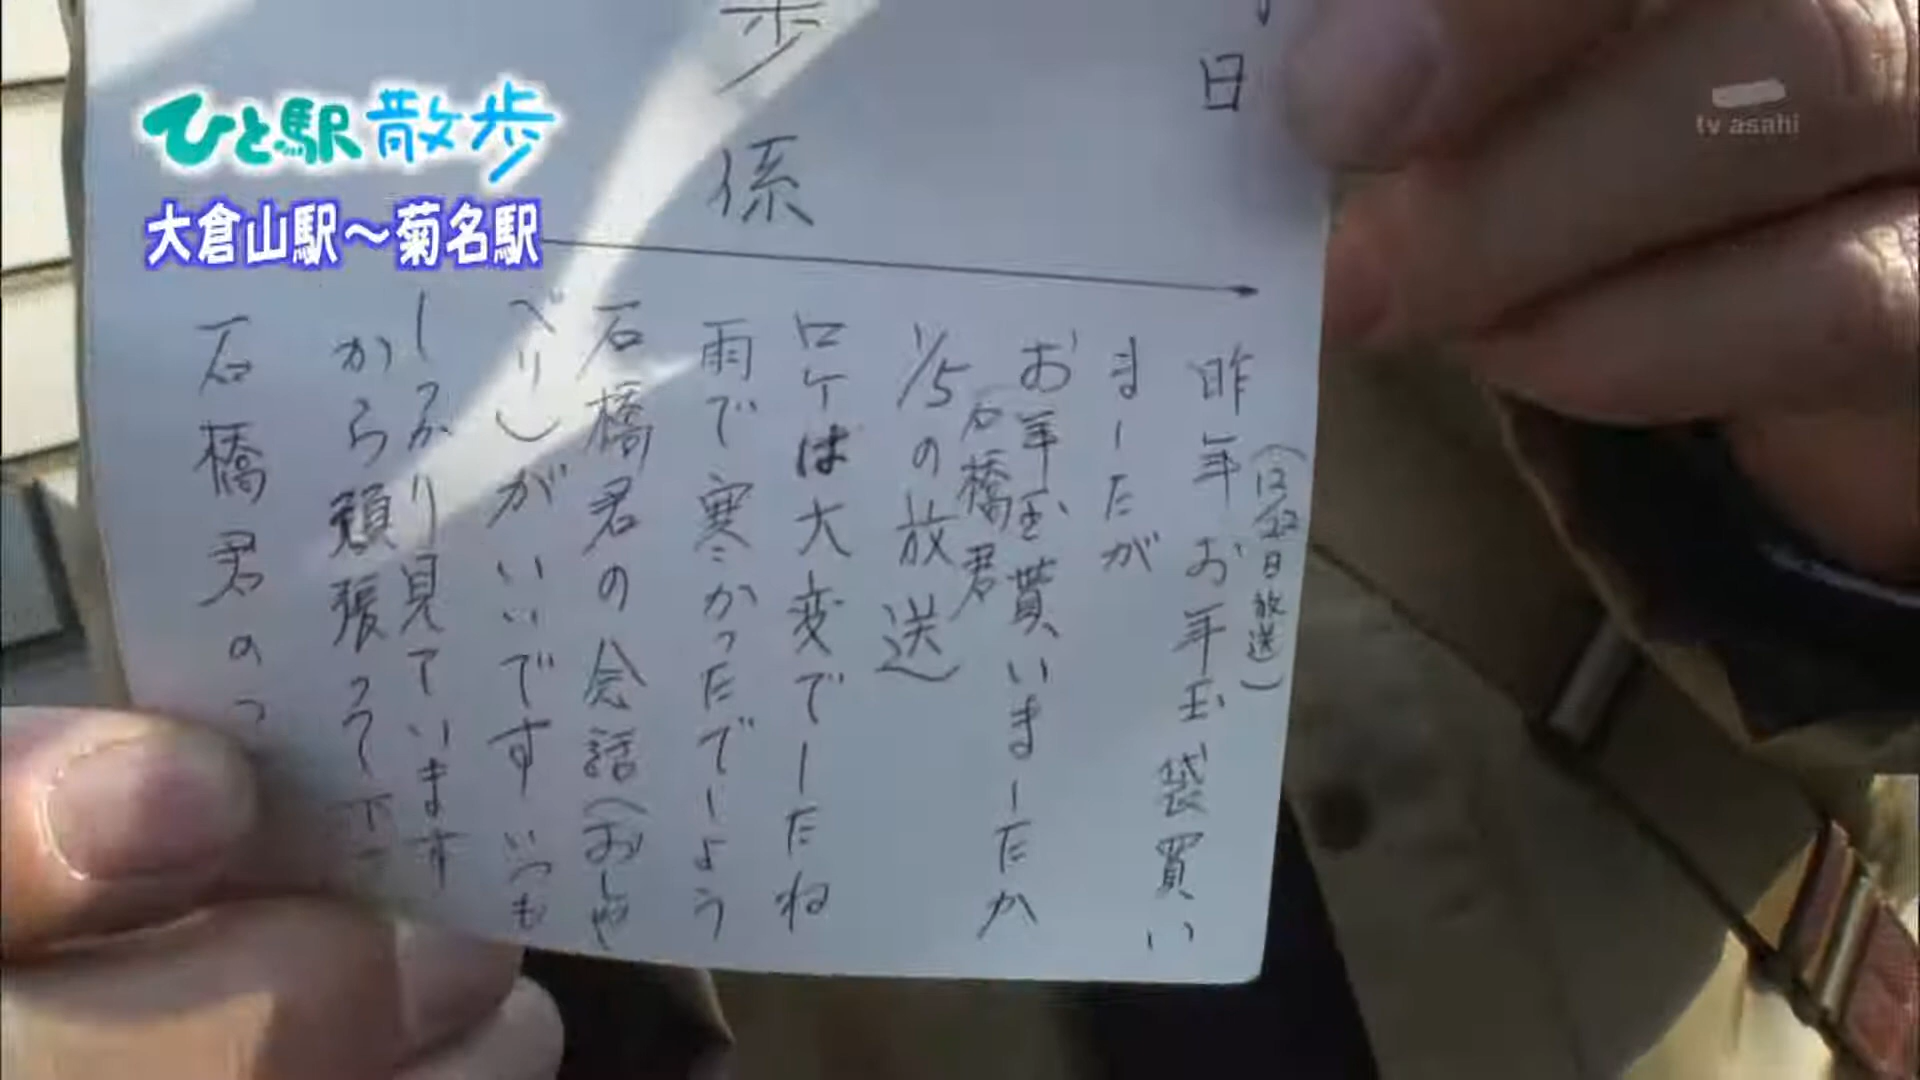 ひと駅散歩
大倉山駅～菊名駅
tv asahi
日
歩係
昨年お年玉袋買い
(12/22日放送)
ましたが
お年玉貰いましたか
石橋君
1/5の放送)
ロケは大変でしたね
雨で寒かったでしょう
石橋君の会話(おしゃ
べり)がいいです いつも
しっかり見ています
から頑張って下
石橋君のっ